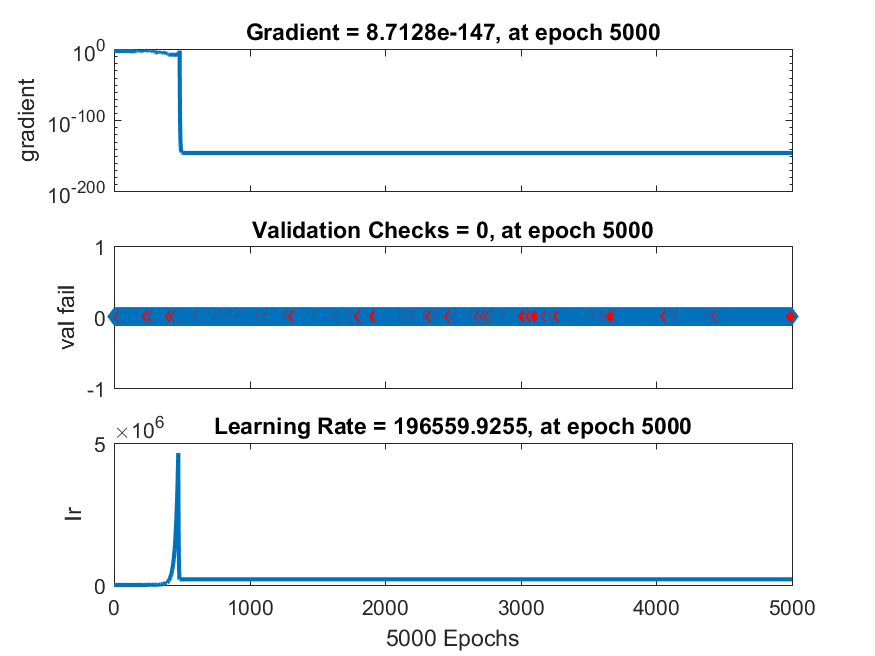 Gradient = 8.7128e-147, at epoch 5000
10^0
10^-100
10^-200
gradient
Validation Checks = 0, at epoch 5000
1
0
-1
val fail
Learning Rate = 196559.9255, at epoch 5000
×10^6
5
0
lr
0 1000 2000 3000 4000 5000
5000 Epochs